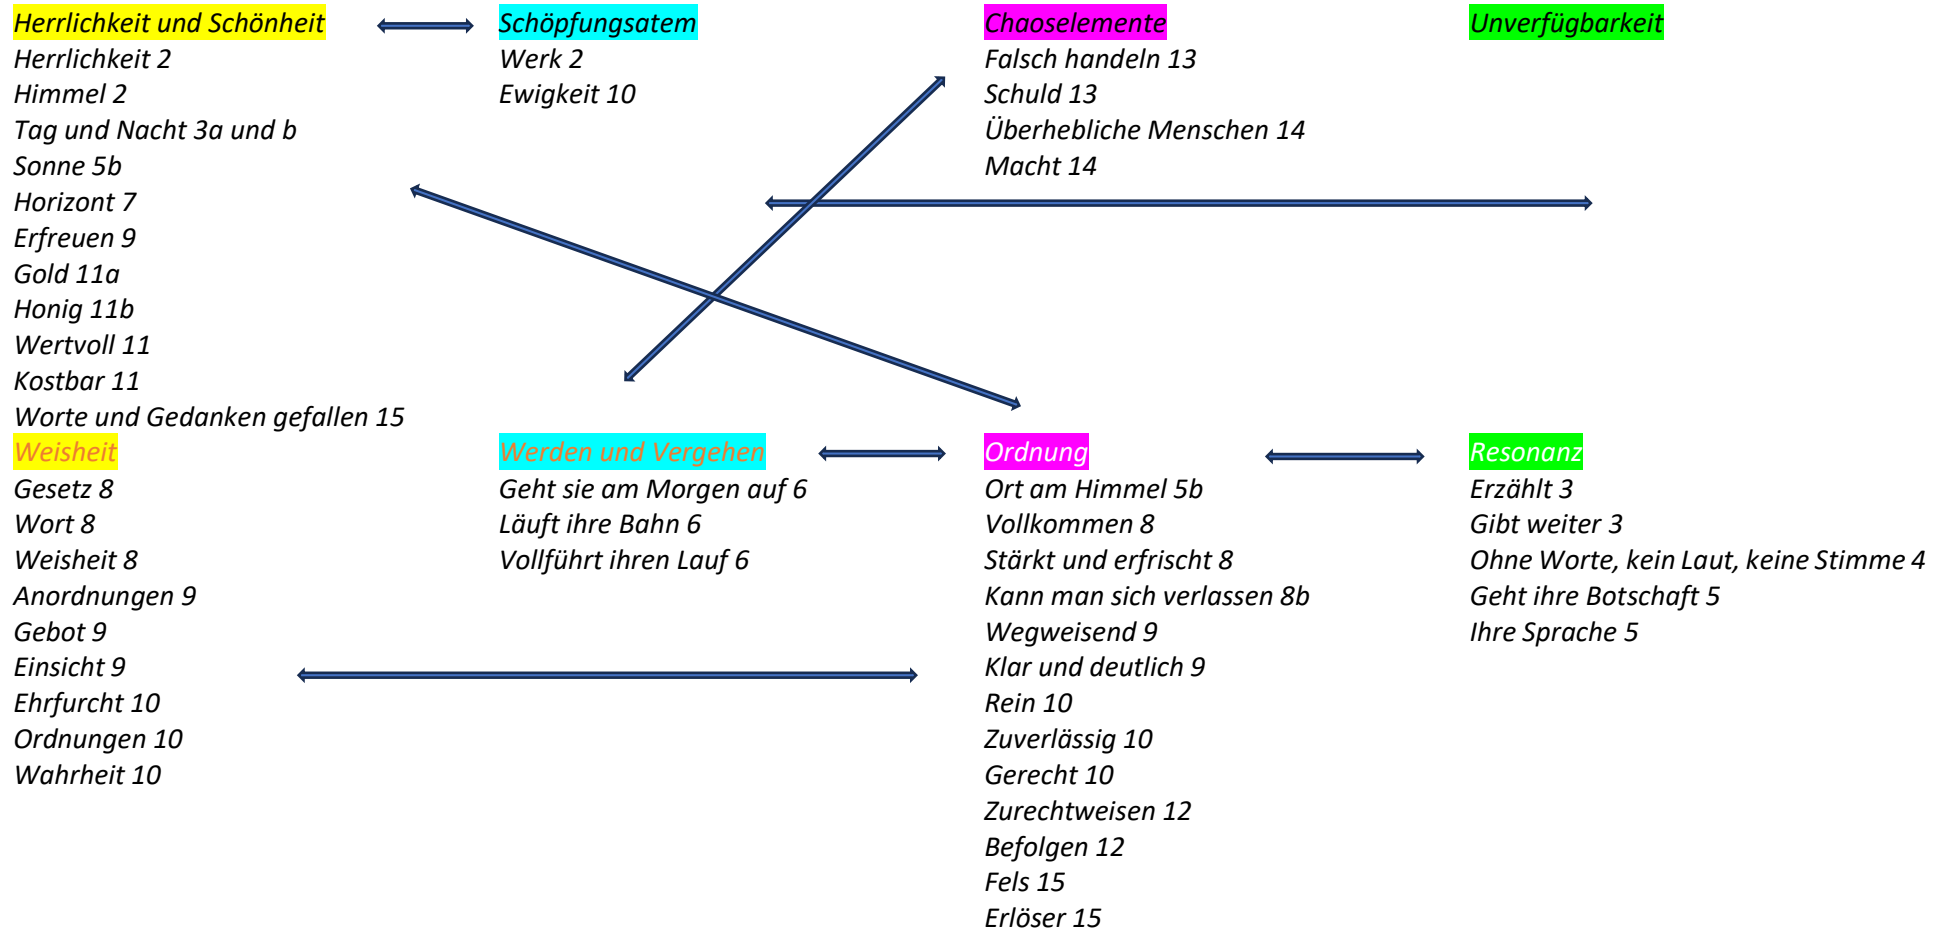 Herrlichkeit und Schönheit
Herrlichkeit 2
Himmel 2
Tag und Nacht 3a und b
Sonne 5b
Horizont 7
Erfreuen 9
Gold 11a
Honig 11b
Wertvoll 11
Kostbar 11
Worte und Gedanken gefallen 15
Schöpfungsatem
Werk 2
Ewigkeit 10
Chaoselemente
Falsch handeln 13
Schuld 13
Überhebliche Menschen 14
Macht 14
Unverfügbarkeit
Weisheit
Gesetz 8
Wort 8
Weisheit 8
Anordnungen 9
Gebot 9
Einsicht 9
Ehrfurcht 10
Ordnungen 10
Wahrheit 10
Werden und Vergehen
Geht sie am Morgen auf 6
Läuft ihre Bahn 6
Vollführt ihren Lauf 6
Ordnung
Ort am Himmel 5b
Vollkommen 8
Stärkt und erfrischt 8
Kann man sich verlassen 8b
Wegweisend 9
Klar und deutlich 9
Rein 10
Zuverlässig 10
Gerecht 10
Zurechtweisen 12
Befolgen 12
Fels 15
Erlöser 15
Resonanz
Erzählt 3
Gibt weiter 3
Ohne Worte, kein Laut, keine Stimme 4
Geht ihre Botschaft 5
Ihre Sprache 5